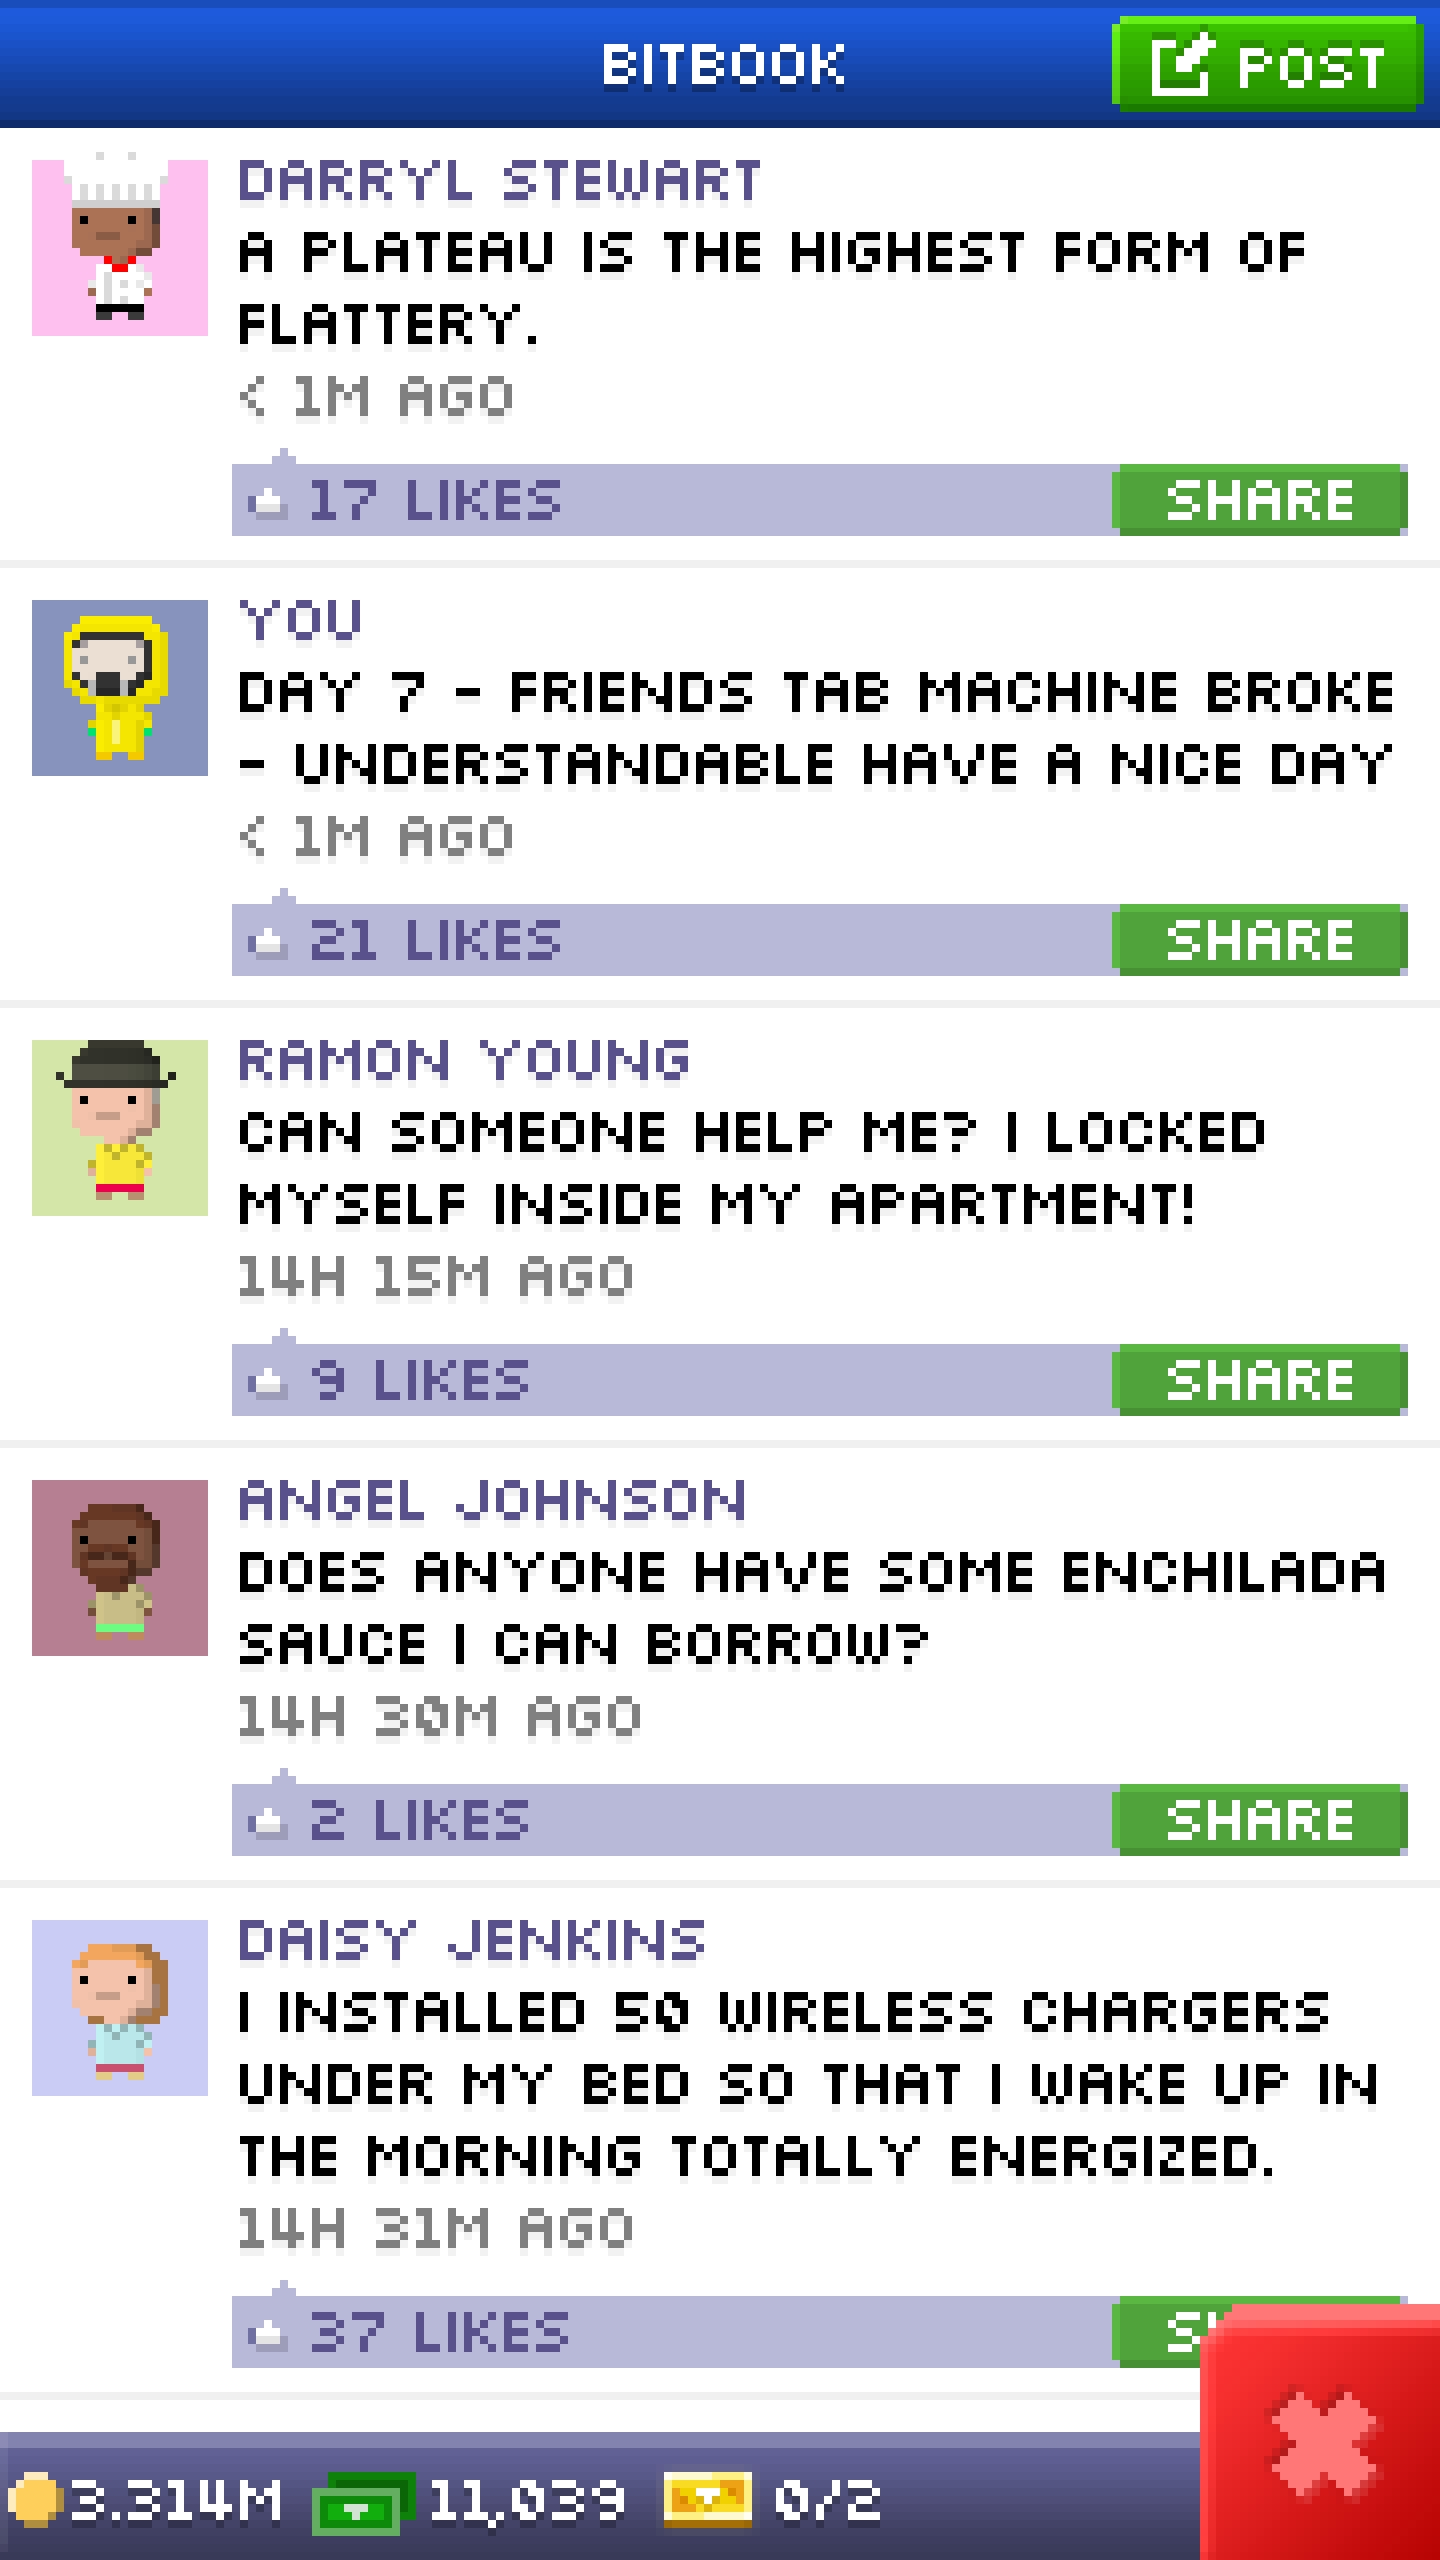 BITBOOK
POST
DARRYL STEWART
A PLATEAU IS THE HIGHEST FORM OF
FLATTERY.
< 1M AGO
17 LIKES
SHARE
YOU
DAY 7 - FRIENDS TAB MACHINE BROKE
- UNDERSTANDABLE HAVE A NICE DAY
< 1M AGO
21 LIKES
SHARE
RAMON YOUNG
CAN SOMEONE HELP ME? I LOCKED
MYSELF INSIDE MY APARTMENT!
14H 15M AGO
9 LIKES
SHARE
ANGEL JOHNSON
DOES ANYONE HAVE SOME ENCHILADA
SAUCE I CAN BORROW?
14H 30M AGO
2 LIKES
SHARE
DAISY JENKINS
I INSTALLED 50 WIRELESS CHARGERS
UNDER MY BED SO THAT I WAKE UP IN
THE MORNING TOTALLY ENERGIZED.
14H 31M AGO
37 LIKES
3.314M 11,039 0/2